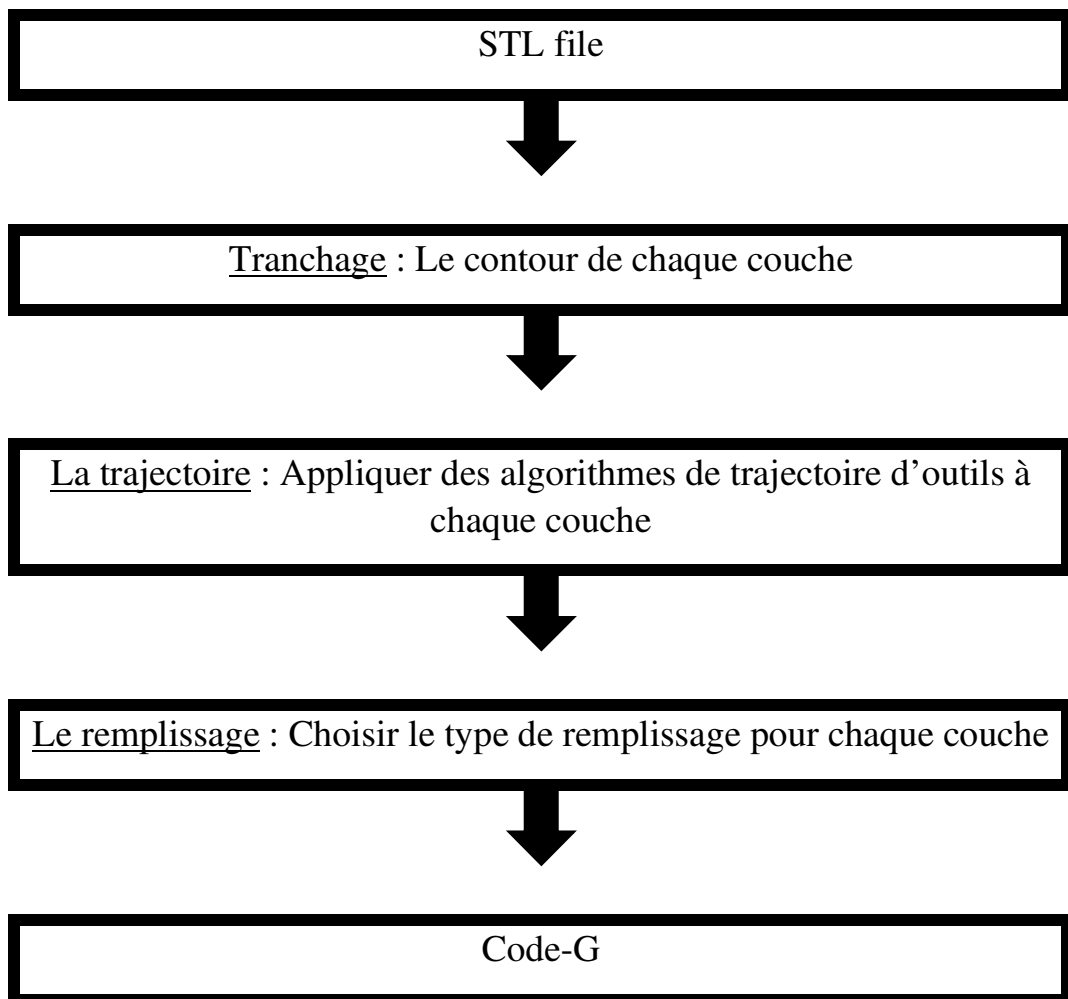 STL file
Tranchage : Le contour de chaque couche
La trajectoire : Appliquer des algorithmes de trajectoire d’outils à
chaque couche
Le remplissage : Choisir le type de remplissage pour chaque couche
Code-G